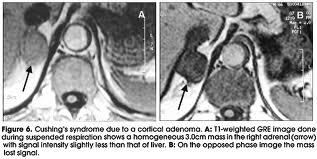 A
B
Figure 6. Cushing's syndrome due to a cortical adenoma. A: T1-weighted GRE image done
during suspended respiration shows a homogeneous 3.0cm mass in the right adrenal (arrow)
with signal intensity slightly less than that of liver. B: On the opposed phase image the mass
lost signal.